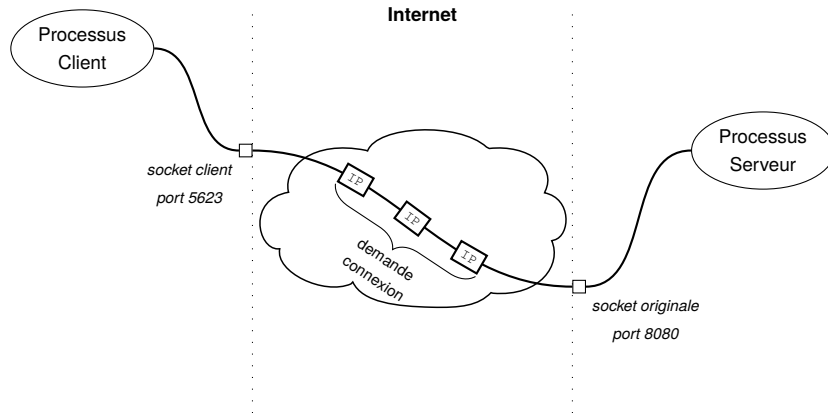 Internet
Processus
Client
Processus
Serveur
socket client
port 5623
IP
IP
IP
demande
connexion
socket originale
port 8080